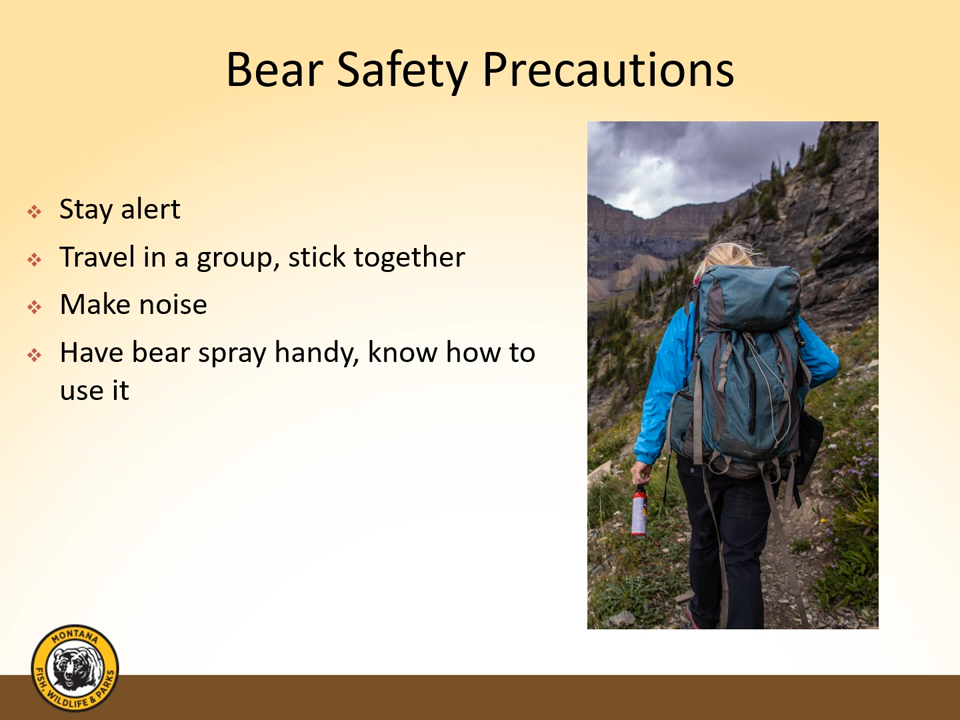 Bear Safety Precautions
Stay alert
Travel in a group, stick together
Make noise
Have bear spray handy, know how to
use it
MONTANA
FISH, WILDLIFE & PARKS